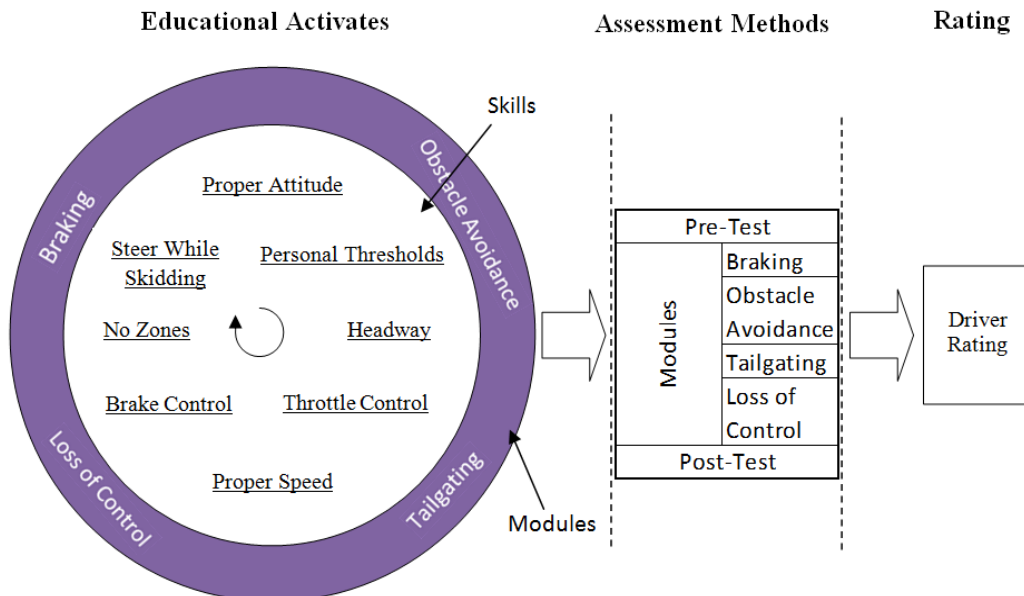 Educational Activates
Assessment Methods
Rating
Skills
Braking
Obstacle Avoidance
Loss of Control
Tailgating
Proper Attitude
Steer While
Skidding
Personal Thresholds
No Zones
Headway
Brake Control
Throttle Control
Proper Speed
Modules
Pre-Test
Modules
Braking
Obstacle
Avoidance
Tailgating
Loss of
Control
Post-Test
Driver
Rating